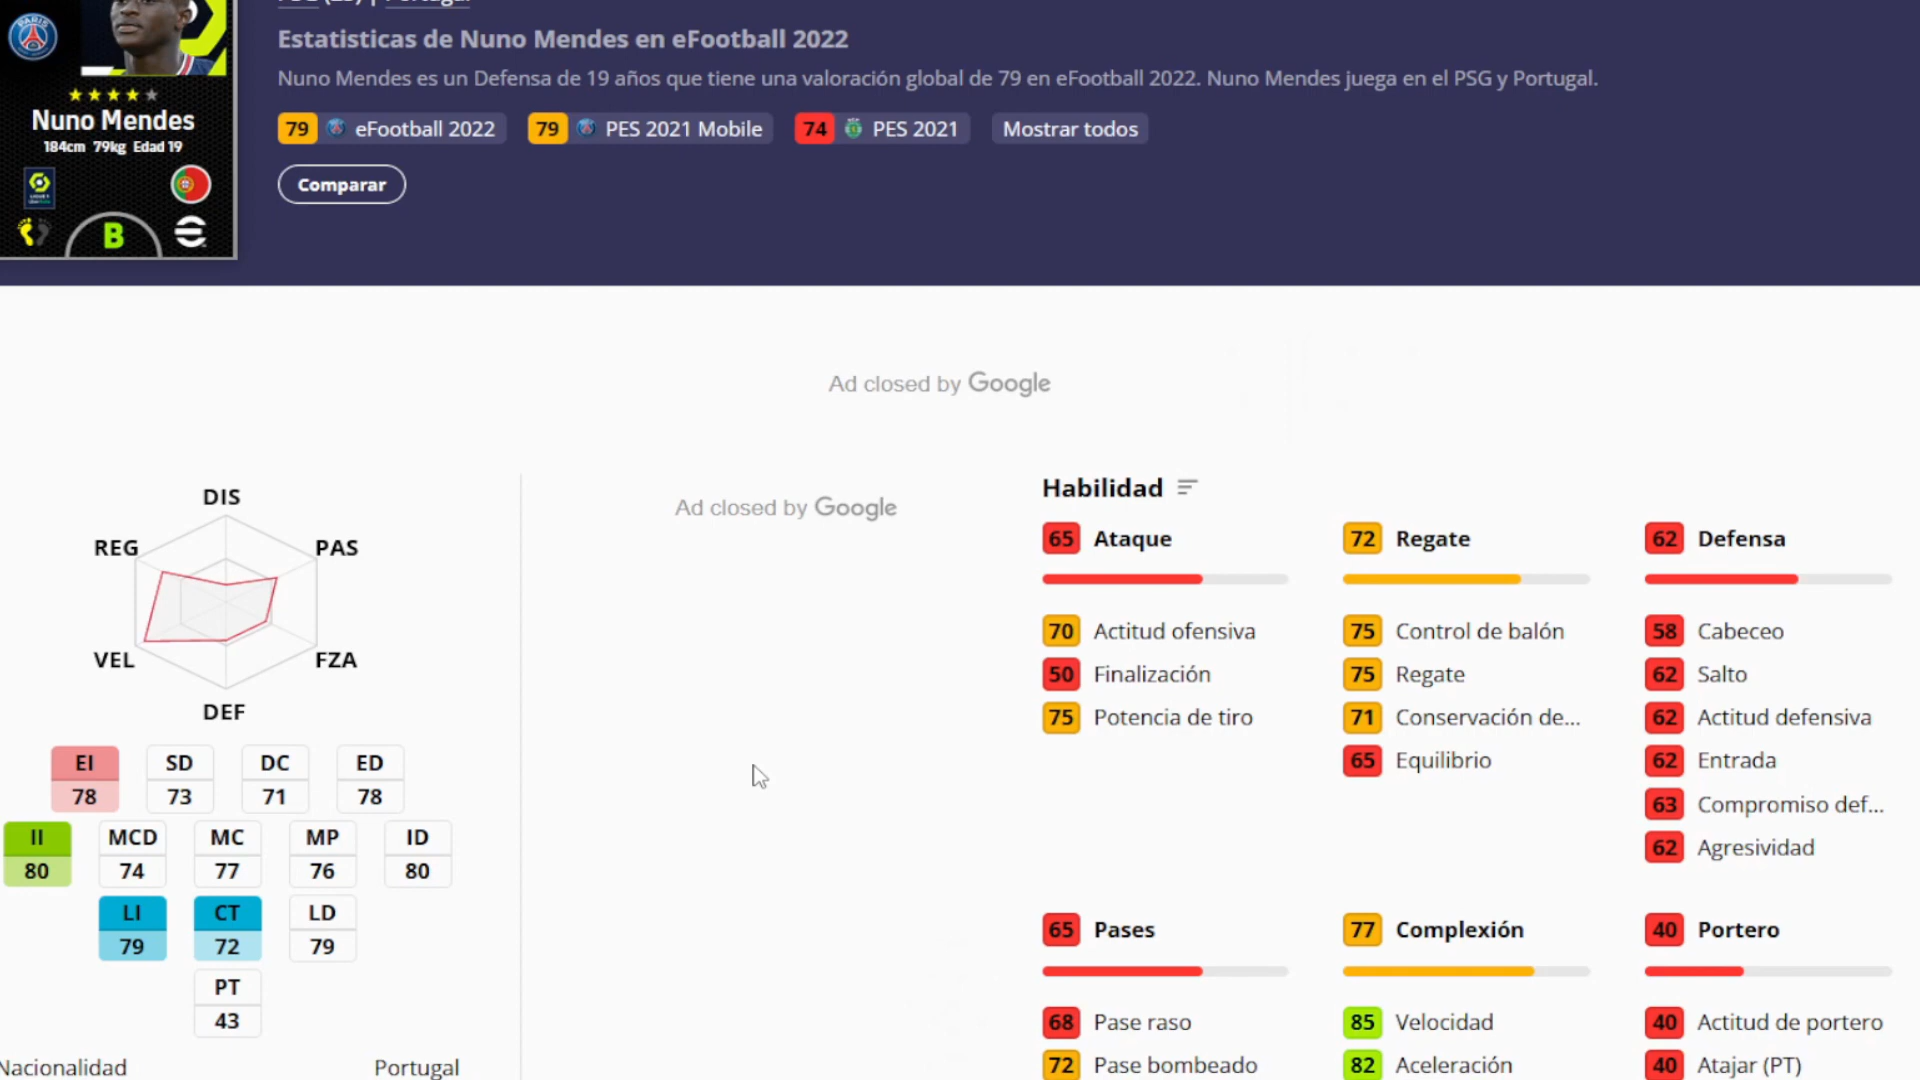 Estatisticas de Nuno Mendes en eFootball 2022
Nuno Mendes es un Defensa de 19 años que tiene una valoración global de 79 en eFootball 2022. Nuno Mendes juega en el PSG y Portugal.
79 eFootball 2022
79 PES 2021 Mobile
74 PES 2021
Mostrar todos
Comparar
PARIS
Nuno Mendes
184cm 79kg Edad 19
B
Ad closed by Google
Ad closed by Google
DIS
REG
PAS
VEL
FZA
DEF
EI
78
SD
73
DC
71
ED
78
II
80
MCD
74
MC
77
MP
76
ID
80
LI
79
CT
72
LD
79
PT
43
Nacionalidad
Portugal
Habilidad
65 Ataque
70 Actitud ofensiva
50 Finalización
75 Potencia de tiro
72 Regate
75 Control de balón
75 Regate
71 Conservación de...
65 Equilibrio
62 Defensa
58 Cabeceo
62 Salto
62 Actitud defensiva
62 Entrada
63 Compromiso def...
62 Agresividad
65 Pases
68 Pase raso
72 Pase bombeado
77 Complexión
85 Velocidad
82 Aceleración
40 Portero
40 Actitud de portero
40 Atajar (PT)